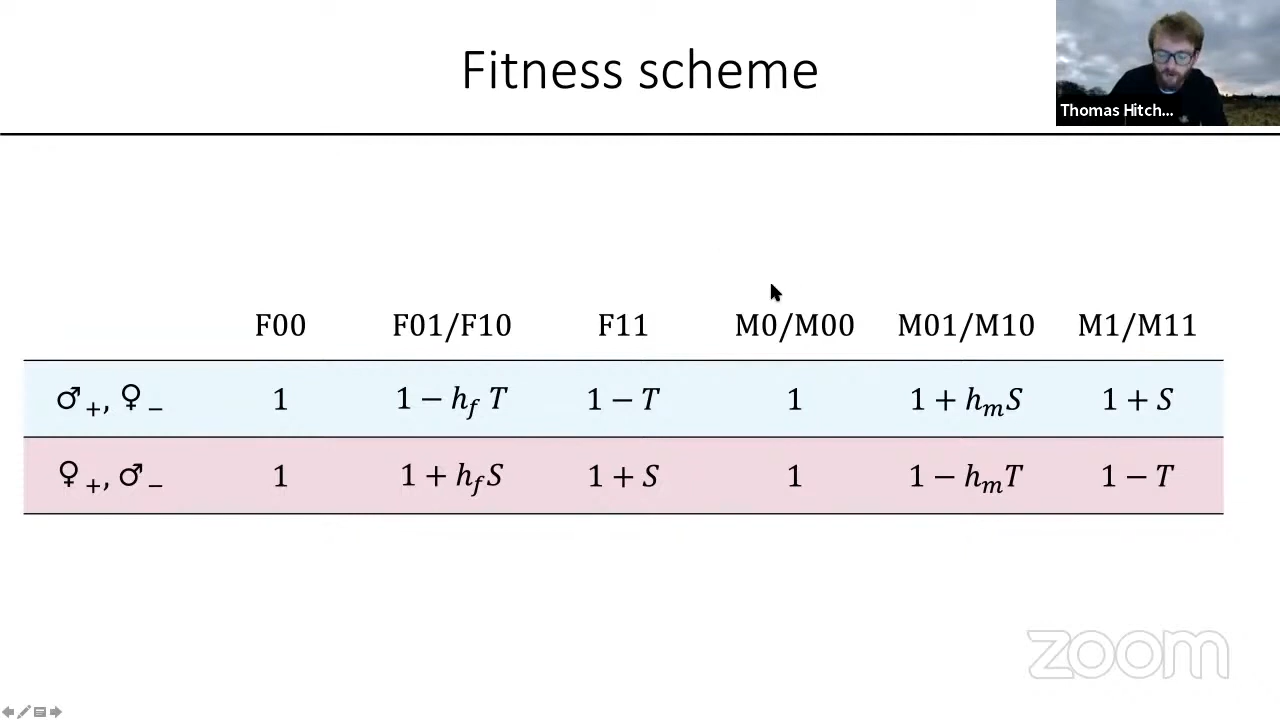 Fitness scheme
Thomas Hitch...
F00 F01/F10 F11 M0/M00 M01/M10 M1/M11
♂+, ♀− 1 1 − h_f T 1 − T 1 1 + h_m S 1 + S
♀+, ♂− 1 1 + h_f S 1 + S 1 1 − h_m T 1 − T
zoom